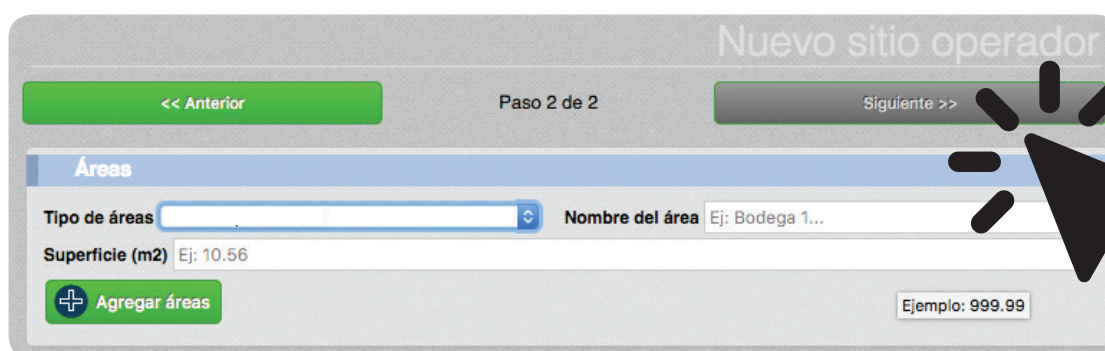 Nuevo sitio operador
<< Anterior
Paso 2 de 2
Siguiente >>
Áreas
Tipo de áreas
Nombre del área Ej: Bodega 1...
Superficie (m2) Ej: 10.56
Agregar áreas
Ejemplo: 999.99